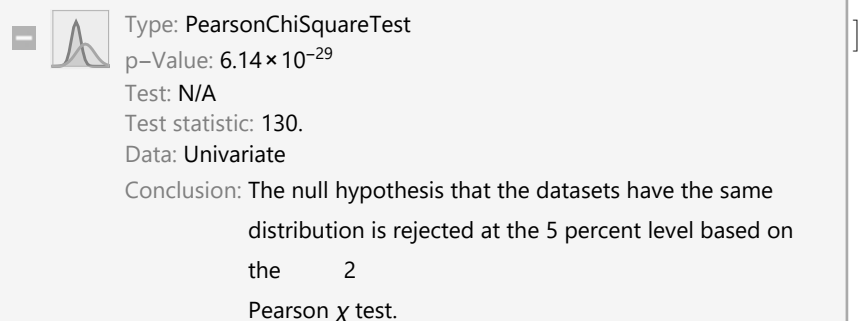 Type: PearsonChiSquareTest
p–Value: 6.14×10⁻²⁹
Test: N/A
Test statistic: 130.
Data: Univariate
Conclusion: The null hypothesis that the datasets have the same
distribution is rejected at the 5 percent level based on
the 2
Pearson χ test.
]